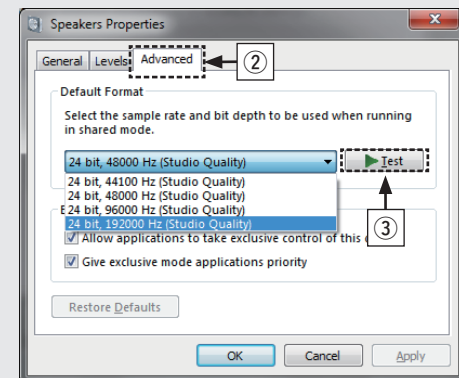 Speakers Properties
General Levels Advanced
②
Default Format
Select the sample rate and bit depth to be used when running
in shared mode.
24 bit, 48000 Hz (Studio Quality)
Test
24 bit, 44100 Hz (Studio Quality)
24 bit, 48000 Hz (Studio Quality)
24 bit, 96000 Hz (Studio Quality)
24 bit, 192000 Hz (Studio Quality)
③
Allow applications to take exclusive control of this
Give exclusive mode applications priority
Restore Defaults
OK Cancel Apply